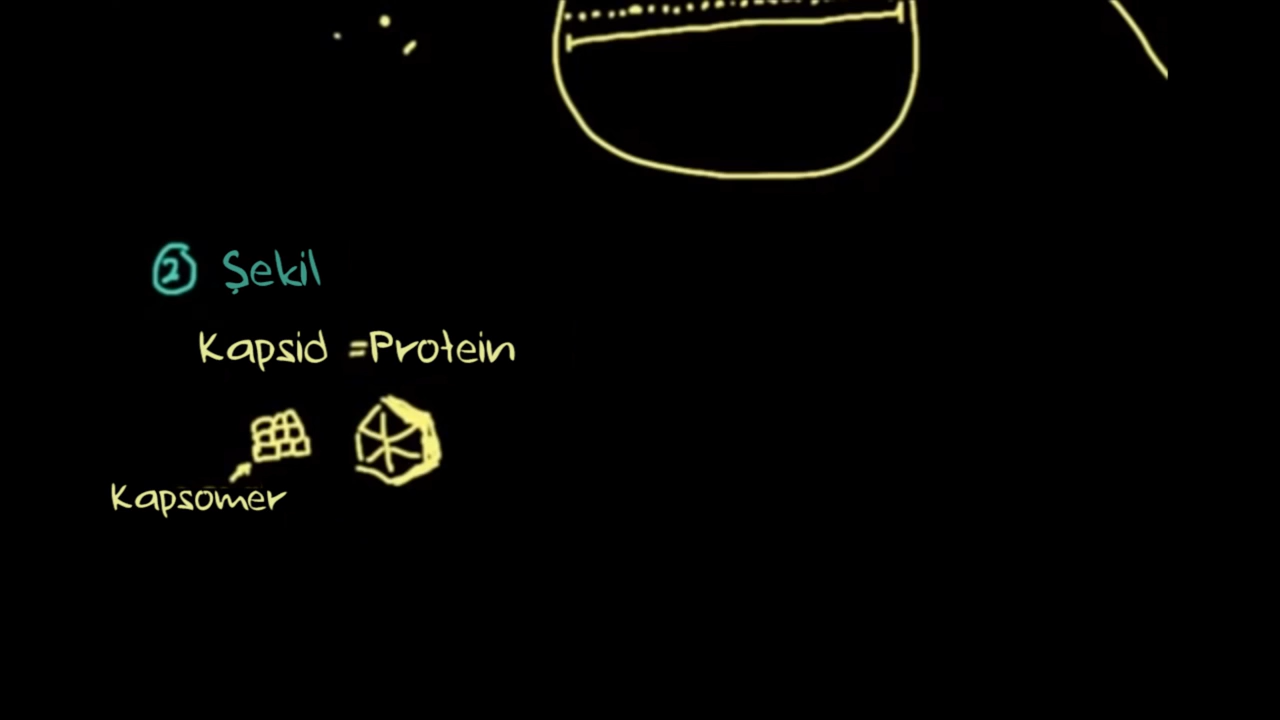 ② Şekil
Kapsid =Protein
Kapsomer